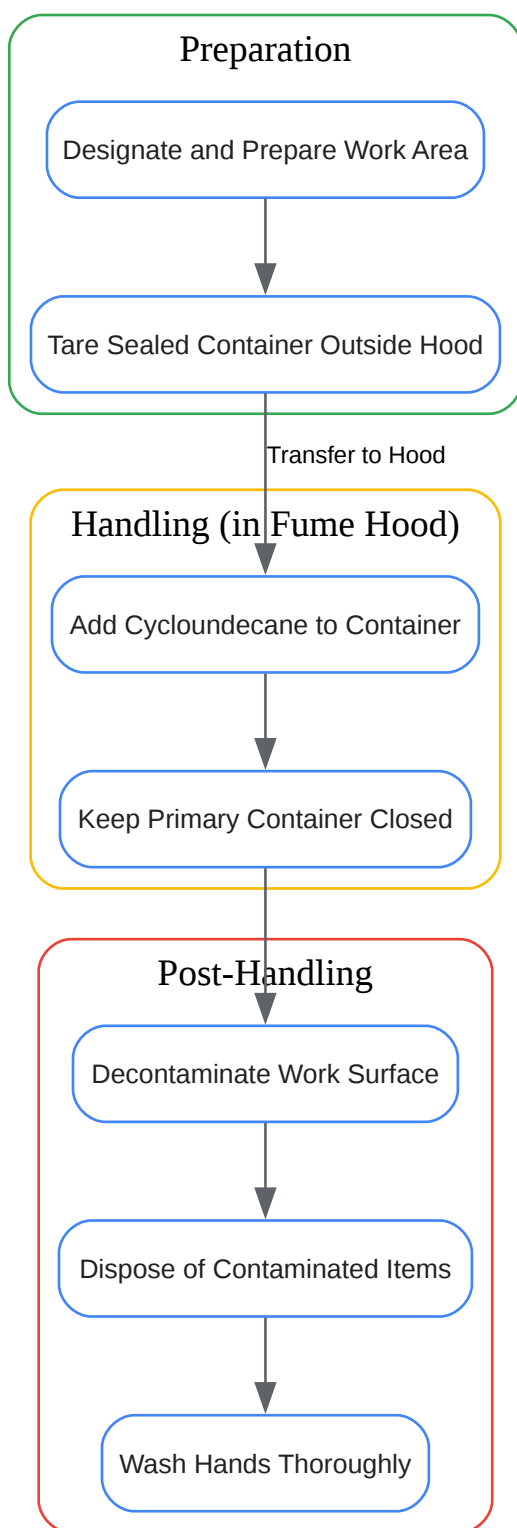 Preparation
Designate and Prepare Work Area
Tare Sealed Container Outside Hood
Transfer to Hood
Handling (in Fume Hood)
Add Cycloundecane to Container
Keep Primary Container Closed
Post-Handling
Decontaminate Work Surface
Dispose of Contaminated Items
Wash Hands Thoroughly